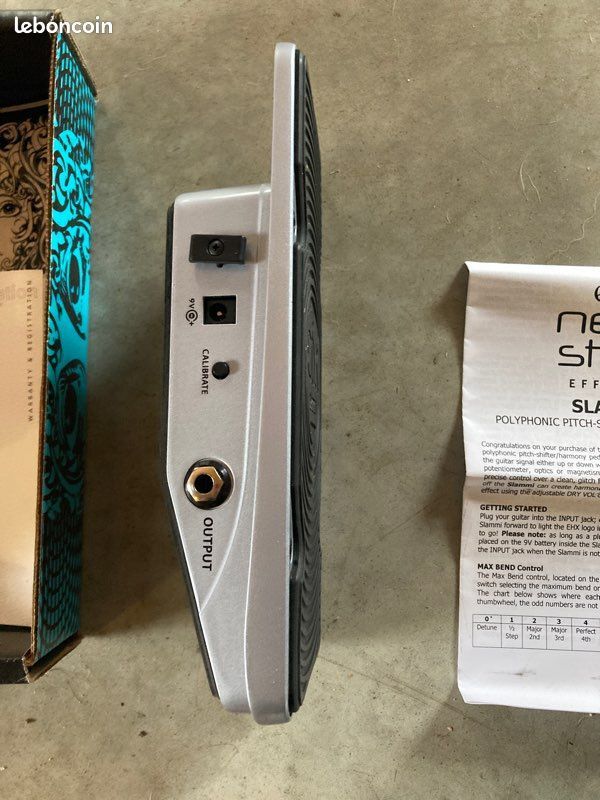 leboncoin
WARRANTY & REGISTRATION
9V
CALIBRATE
OUTPUT
ne
EFF
SLA
POLYPHONIC PITCH-S
Congratulations on your purchase of t
polyphonic pitch-shifter/harmony ped
the guitar signal either up or down w
potentiometer, optics or magnetism
precise control over a clean, glitch f
off the Slammi can create harmon
effect using the adjustable DRY VOL
GETTING STARTED
Plug your guitar into the INPUT jack;
Slammi forward to light the EHX logo i
to go! Please note: as long as a pl
placed on the 9V battery inside the Sla
the INPUT jack when the Slammi is not
MAX BEND Control
The Max Bend control, located on the
switch selecting the maximum bend or
The chart below shows where each
thumbwheel, the odd numbers are not
0* 1 2 3 4
Detune ½ Step Major 2nd Major 3rd Perfect 4th